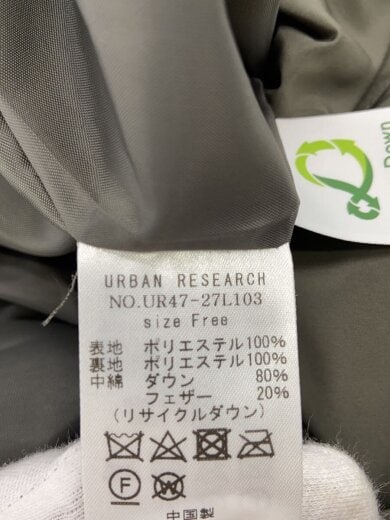 Down
URBAN RESEARCH
NO.UR47-27L103
size Free
表地 ポリエステル100%
裏地 ポリエステル100%
中綿 ダウン 80%
フェザー 20%
(リサイクルダウン)
F W
中国製